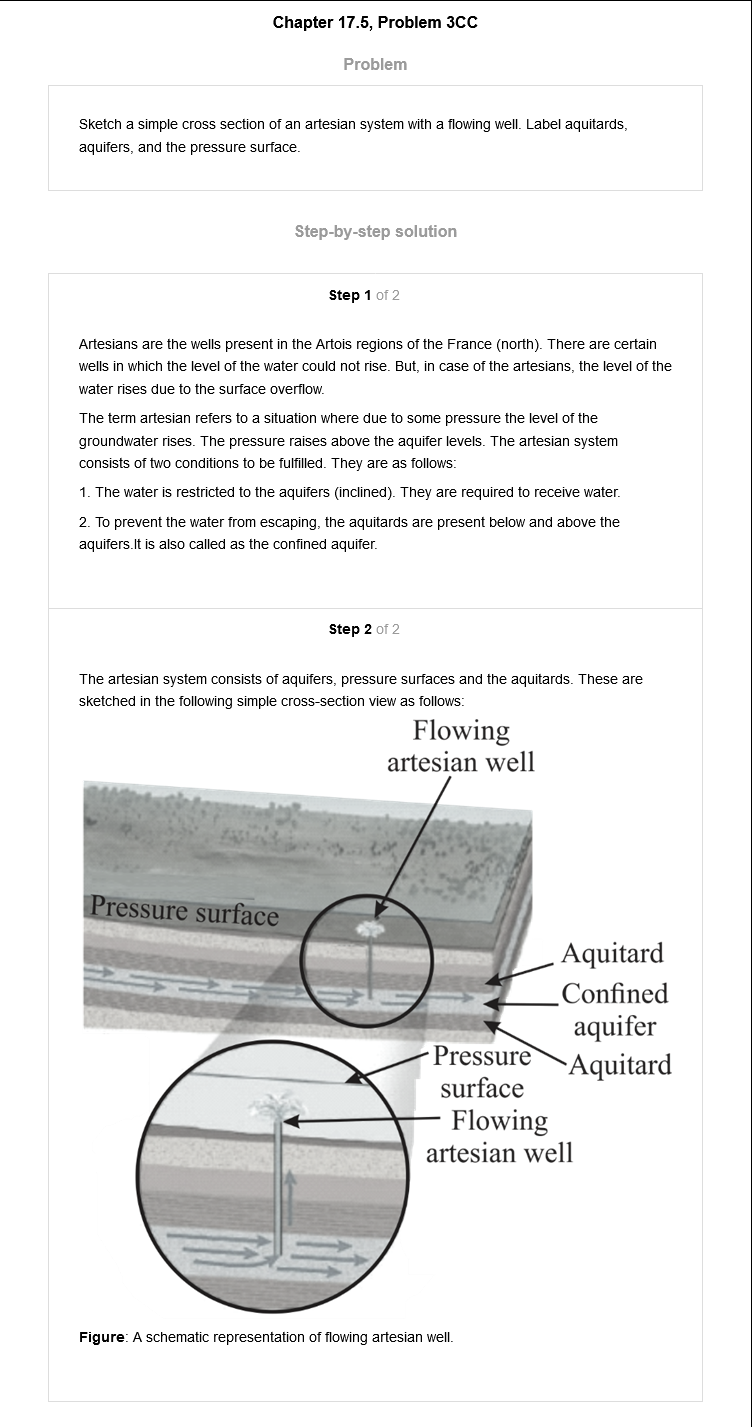 Chapter 17.5, Problem 3CC
Problem
Sketch a simple cross section of an artesian system with a flowing well. Label aquitards,
aquifers, and the pressure surface.
Step-by-step solution
Step 1 of 2
Artesians are the wells present in the Artois regions of the France (north). There are certain
wells in which the level of the water could not rise. But, in case of the artesians, the level of the
water rises due to the surface overflow.
The term artesian refers to a situation where due to some pressure the level of the
groundwater rises. The pressure raises above the aquifer levels. The artesian system
consists of two conditions to be fulfilled. They are as follows:
1. The water is restricted to the aquifers (inclined). They are required to receive water.
2. To prevent the water from escaping, the aquitards are present below and above the
aquifers.It is also called as the confined aquifer.
Step 2 of 2
The artesian system consists of aquifers, pressure surfaces and the aquitards. These are
sketched in the following simple cross-section view as follows:
Flowing
artesian well
Pressure surface
Aquitard
Confined
aquifer
Aquitard
Pressure
surface
Flowing
artesian well
Figure: A schematic representation of flowing artesian well.